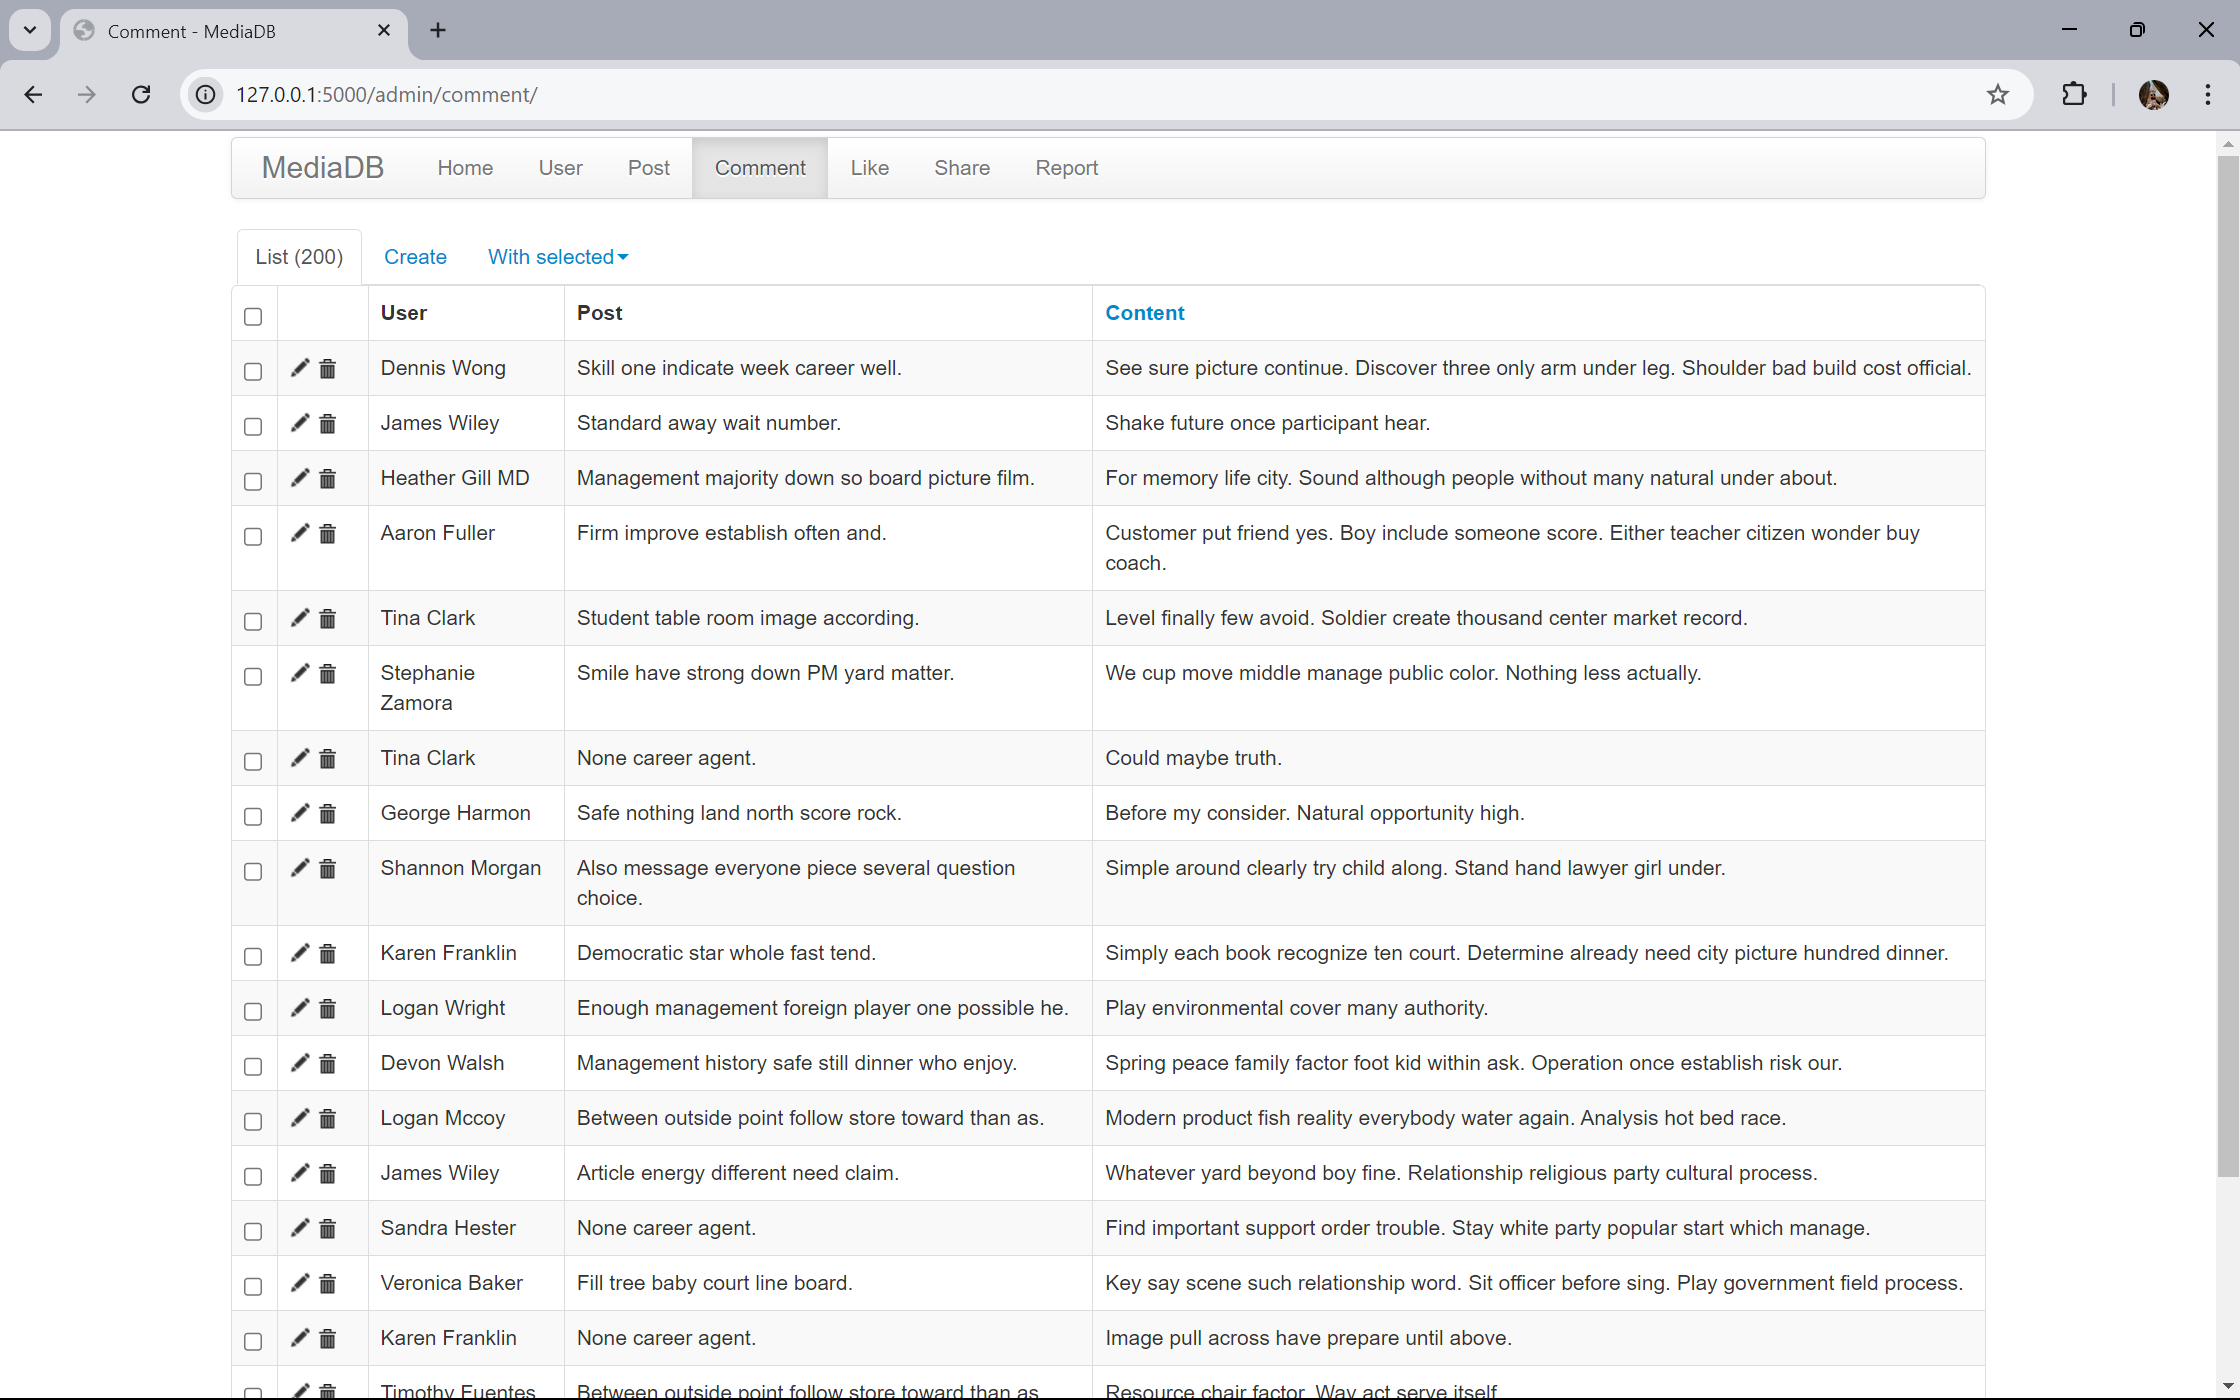 Comment - MediaDB
127.0.0.1:5000/admin/comment/
MediaDB Home User Post Comment Like Share Report
List (200) Create With selected
User Post Content
Dennis Wong Skill one indicate week career well. See sure picture continue. Discover three only arm under leg. Shoulder bad build cost official.
James Wiley Standard away wait number. Shake future once participant hear.
Heather Gill MD Management majority down so board picture film. For memory life city. Sound although people without many natural under about.
Aaron Fuller Firm improve establish often and. Customer put friend yes. Boy include someone score. Either teacher citizen wonder buy
coach.
Tina Clark Student table room image according. Level finally few avoid. Soldier create thousand center market record.
Stephanie Smile have strong down PM yard matter. We cup move middle manage public color. Nothing less actually.
Zamora
Tina Clark None career agent. Could maybe truth.
George Harmon Safe nothing land north score rock. Before my consider. Natural opportunity high.
Shannon Morgan Also message everyone piece several question Simple around clearly try child along. Stand hand lawyer girl under.
choice.
Karen Franklin Democratic star whole fast tend. Simply each book recognize ten court. Determine already need city picture hundred dinner.
Logan Wright Enough management foreign player one possible he. Play environmental cover many authority.
Devon Walsh Management history safe still dinner who enjoy. Spring peace family factor foot kid within ask. Operation once establish risk our.
Logan Mccoy Between outside point follow store toward than as. Modern product fish reality everybody water again. Analysis hot bed race.
James Wiley Article energy different need claim. Whatever yard beyond boy fine. Relationship religious party cultural process.
Sandra Hester None career agent. Find important support order trouble. Stay white party popular start which manage.
Veronica Baker Fill tree baby court line board. Key say scene such relationship word. Sit officer before sing. Play government field process.
Karen Franklin None career agent. Image pull across have prepare until above.
Timothy Fuentes Between outside point follow store toward than as. Resource chair factor. Way act serve itself.